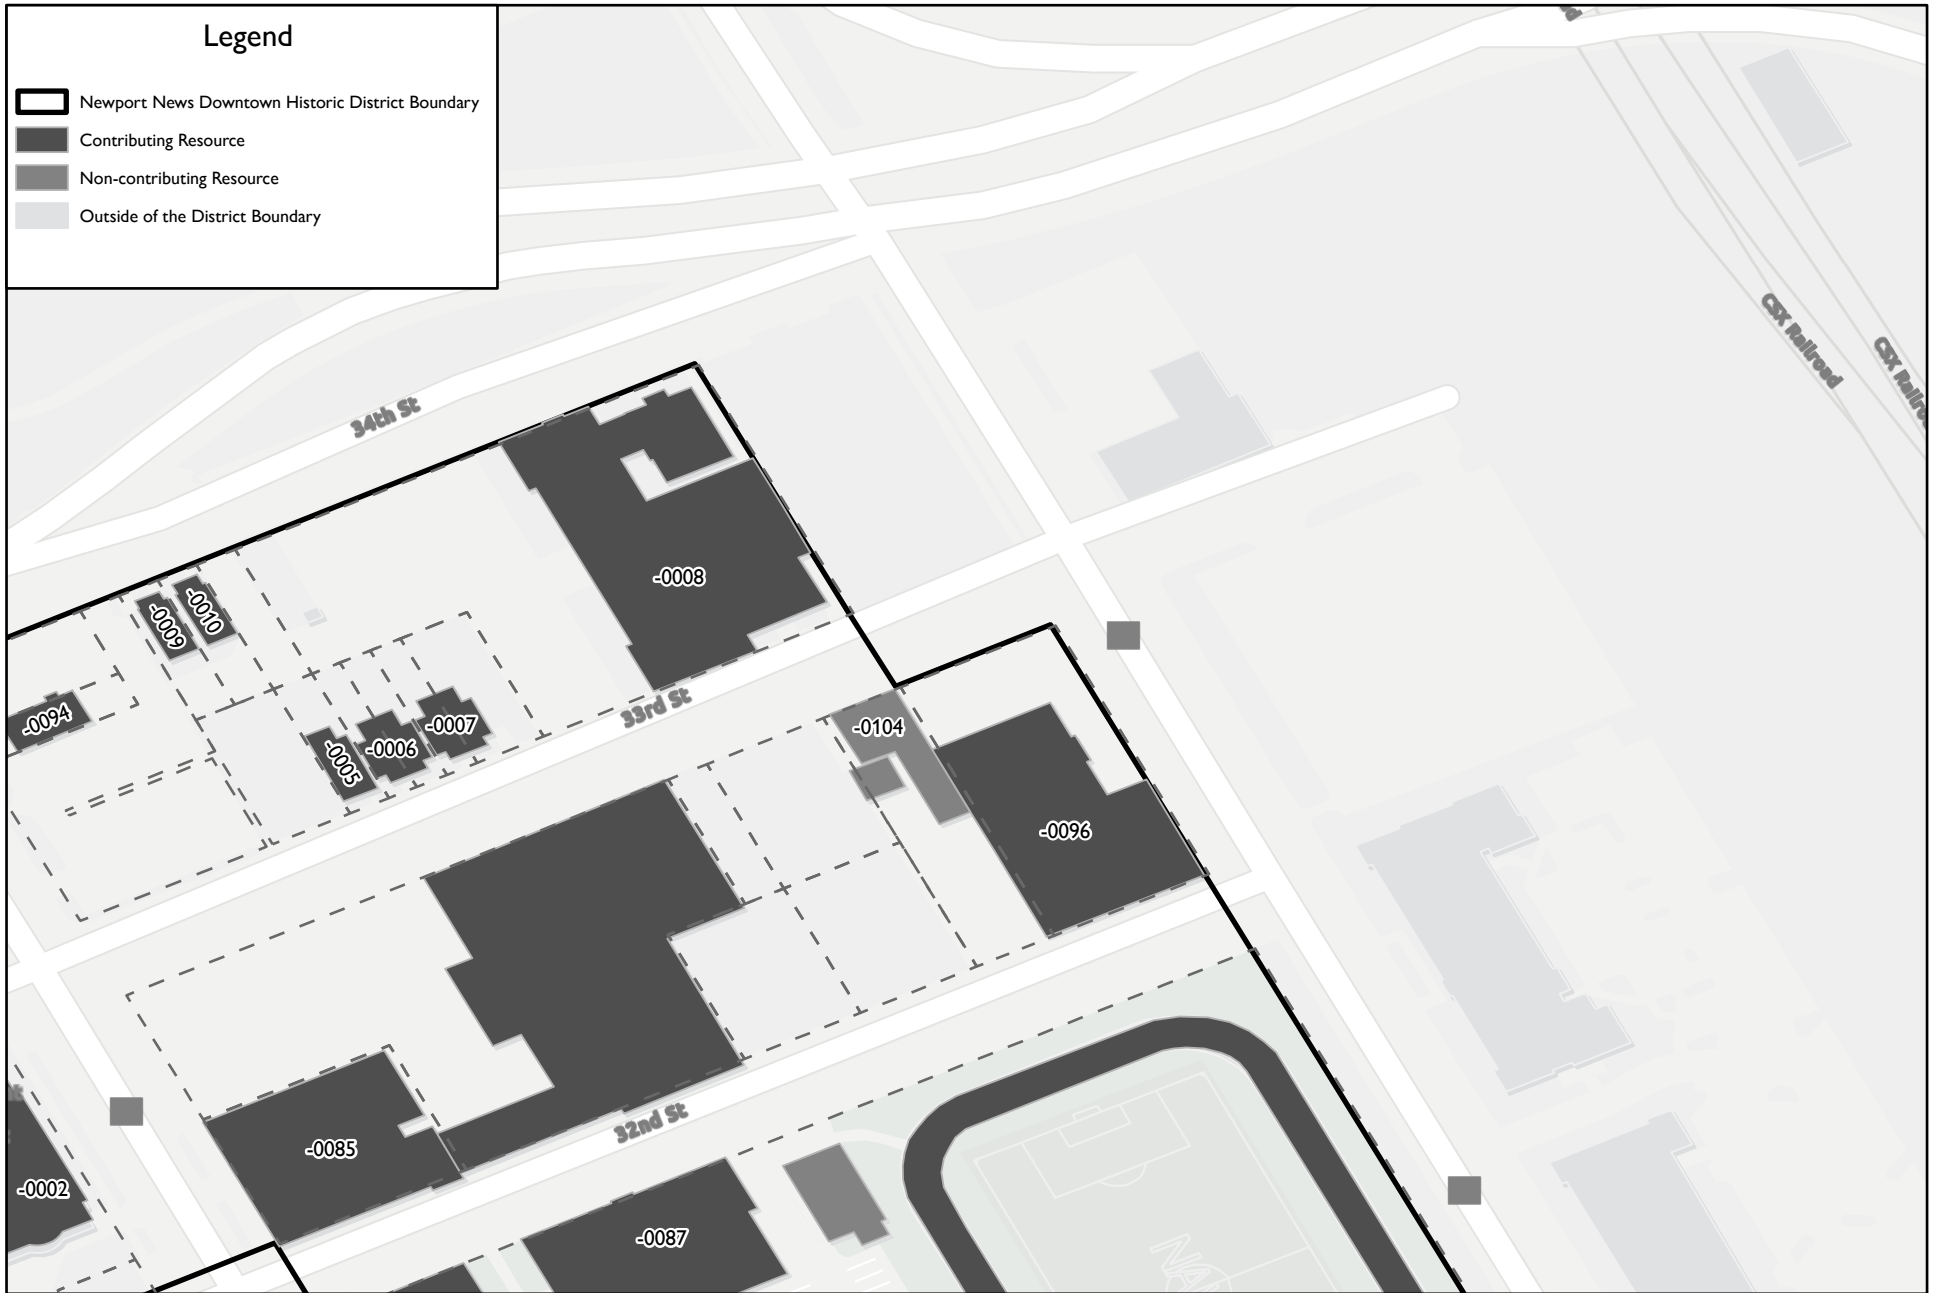 Legend
Newport News Downtown Historic District Boundary
Contributing Resource
Non-contributing Resource
Outside of the District Boundary
CSX Railroad
34th St
-0008
-0010
-0009
33rd St
-0094
-0007
-0006
-0005
-0104
-0096
32nd St
-0085
-0002
-0087